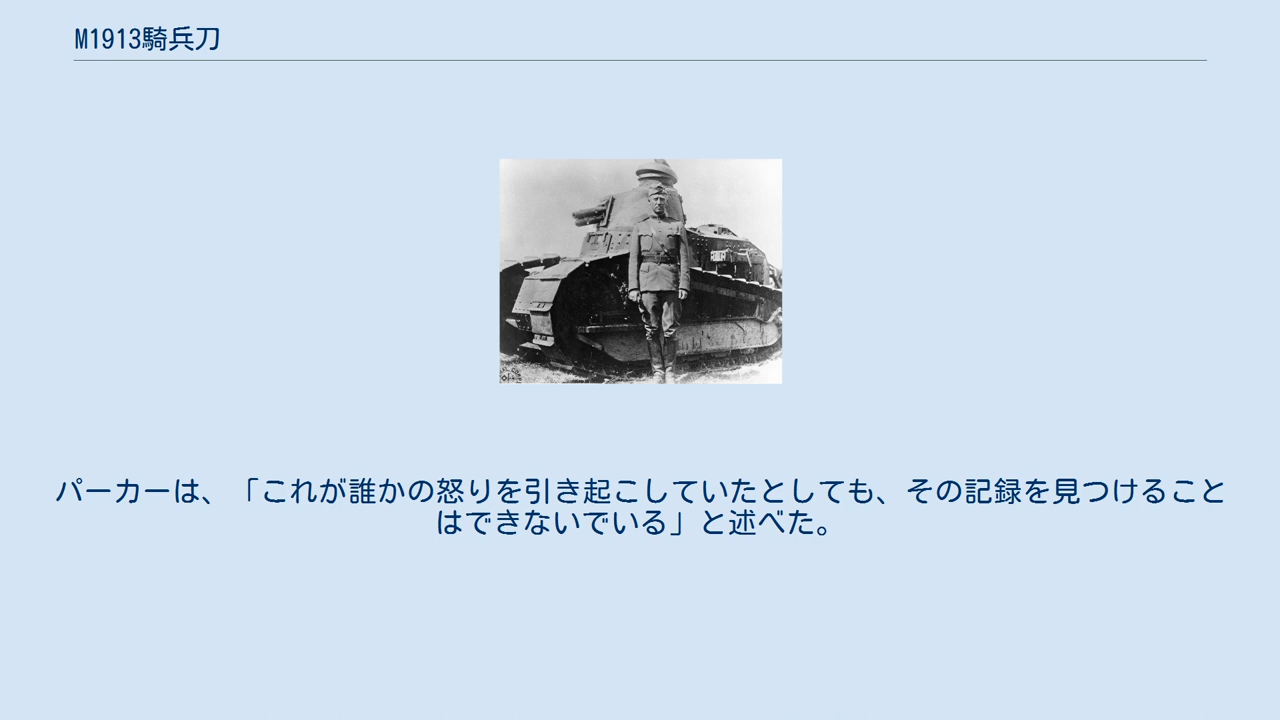 M1913騎兵刀
パーカーは、「これが誰かの怒りを引き起こしていたとしても、その記録を見つけること
はできないでいる」と述べた。